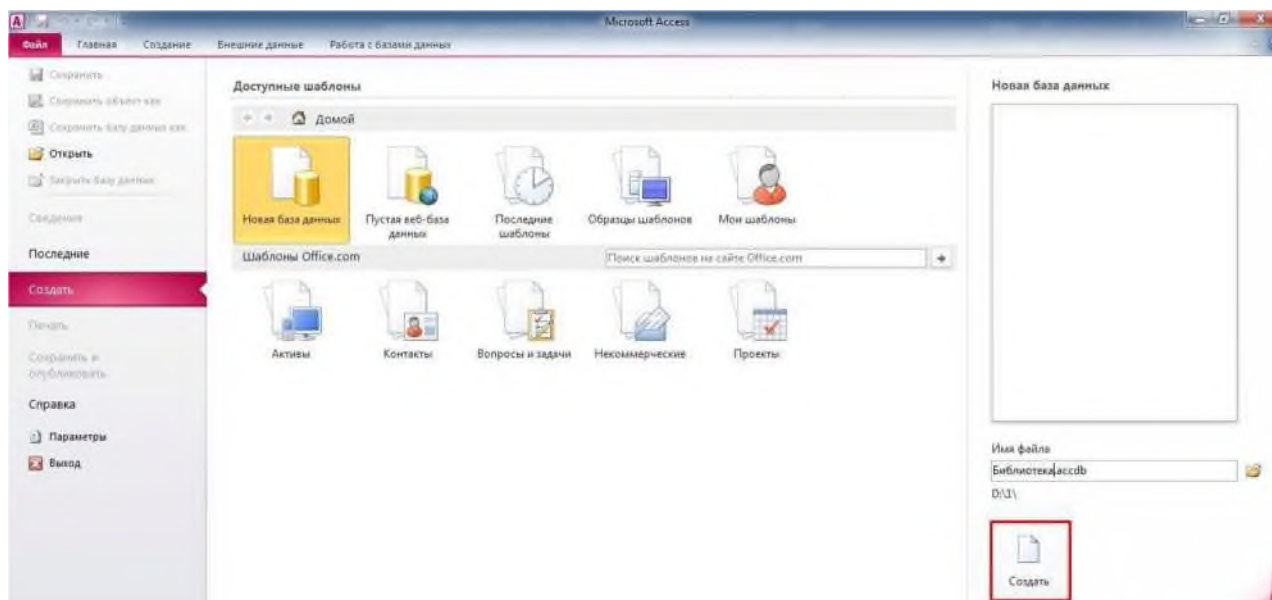 Microsoft Access
Файл Главная Создание Внешние данные Работа с базами данных
Сохранить
Сохранить объект как
Сохранить базу данных как
Открыть
Закрыть базу данных
Сведения
Последние
Создать
Печать
Сохранить и
опубликовать
Справка
Параметры
Выход
Доступные шаблоны
Домой
Новая база данных
Пустая веб-база
данных
Последние
шаблоны
Образцы шаблонов
Мои шаблоны
Шаблоны Office.com
Поиск шаблонов на сайте Office.com
Активы
Контакты
Вопросы и задачи
Некоммерческие
Проекты
Новая база данных
Имя файла
Библиотека.accdb
D:\1\
Создать